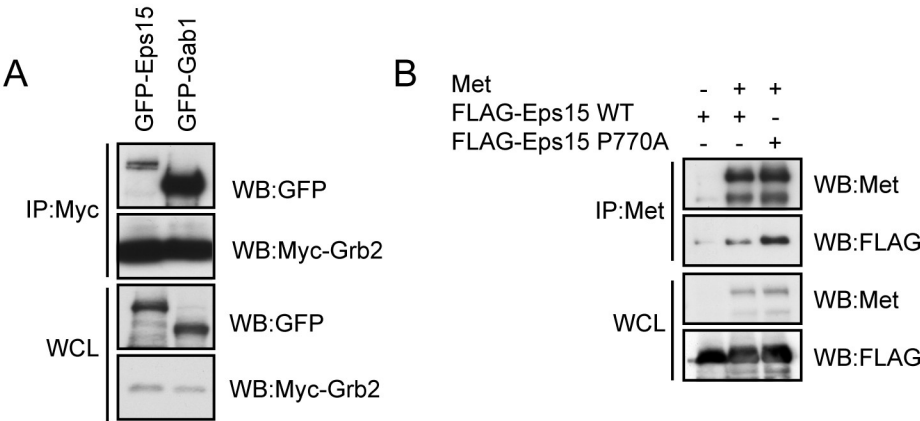 A
GFP-Eps15
GFP-Gab1
IP:Myc
WB:GFP
WB:Myc-Grb2
WCL
WB:GFP
WB:Myc-Grb2
B
Met - + +
FLAG-Eps15 WT + + -
FLAG-Eps15 P770A - - +
IP:Met
WB:Met
WB:FLAG
WCL
WB:Met
WB:FLAG